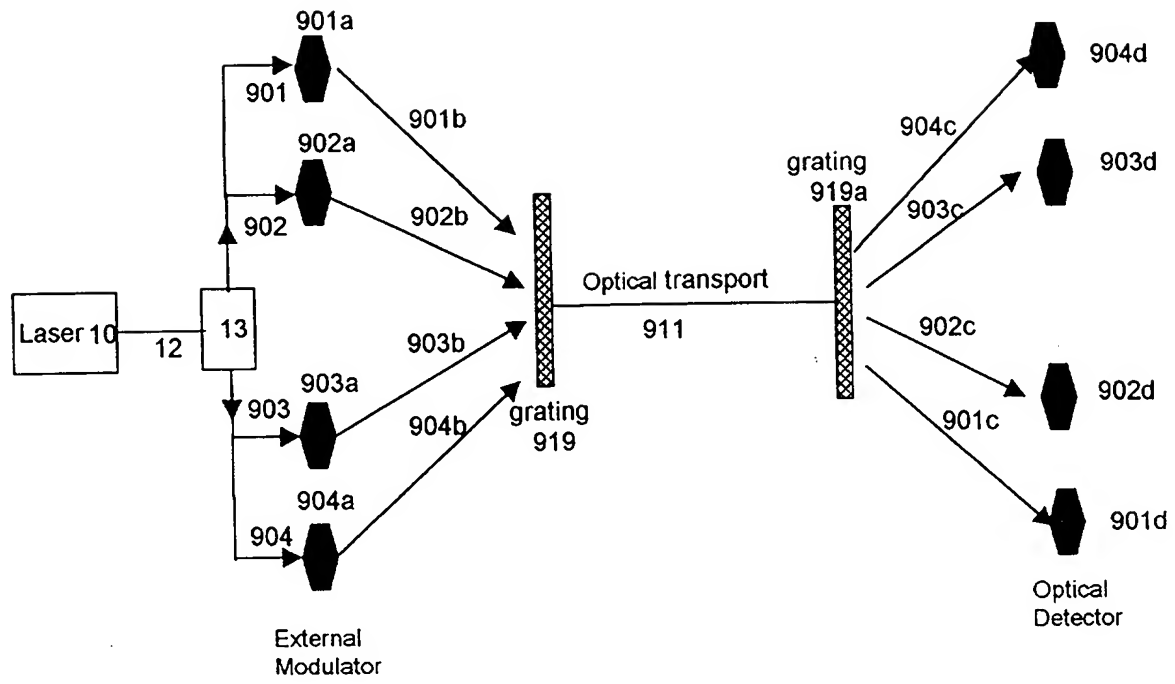 901a
901
901b
902a
902
902b
Laser 10
12
13
903
903a
903b
904
904a
904b
External
Modulator
grating
919
Optical transport
911
grating
919a
904c
904d
903c
903d
902c
902d
901c
901d
Optical
Detector